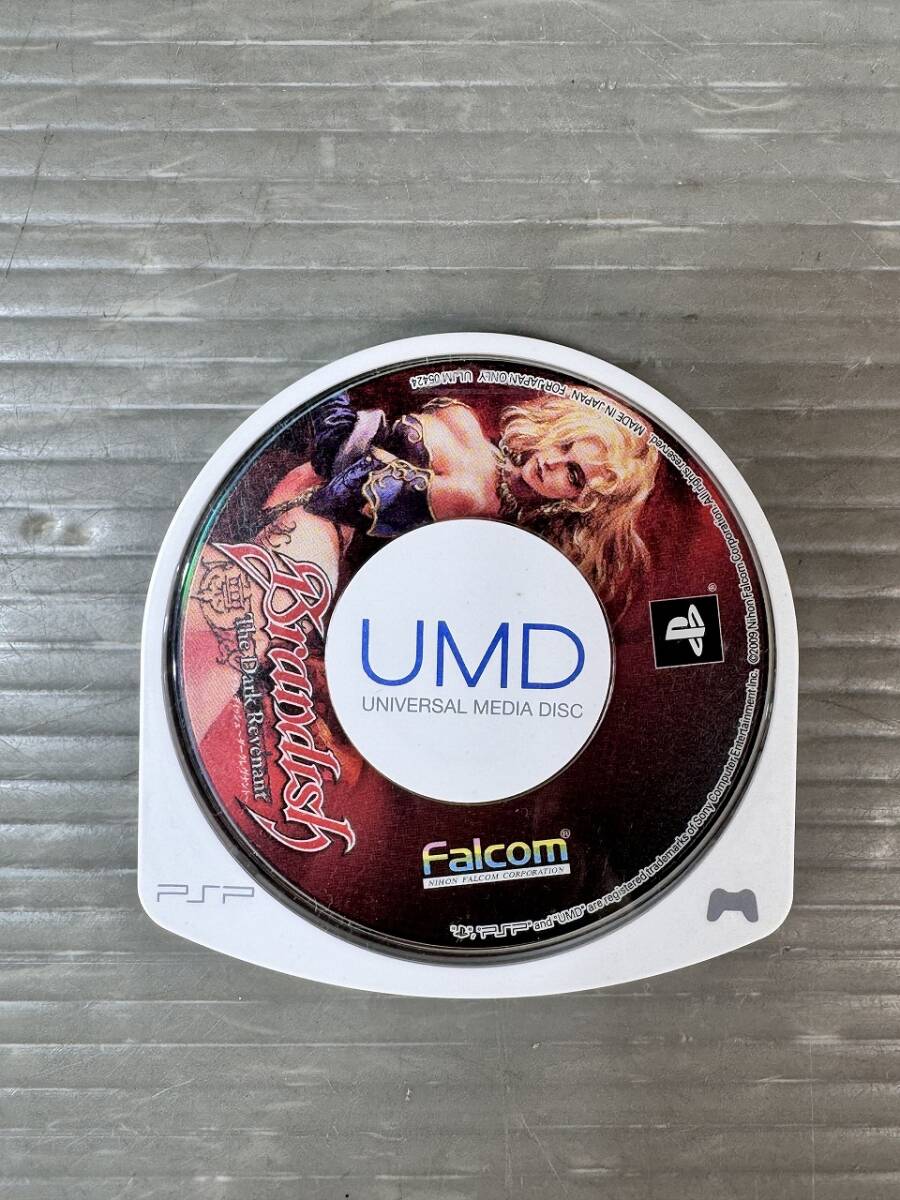 Brandish
The Dark Revenant
UMD
UNIVERSAL MEDIA DISC
Falcom®
NIHON FALCOM CORPORATION
PSP
®
", "PSP" and "UMD" are registered trademarks of Sony Computer Entertainment Inc. ©2009 Nihon Falcom Corporation. All rights reserved. MADE IN JAPAN FOR JAPAN ONLY ULJM 05424